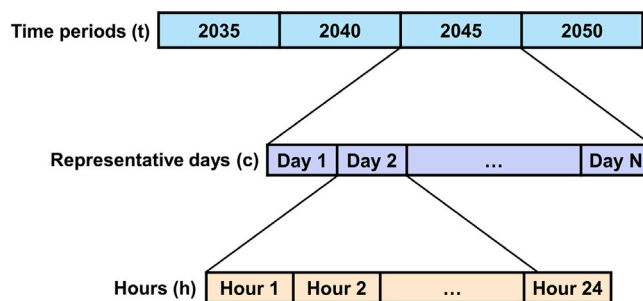 Time periods (t) 2035 2040 2045 2050
Representative days (c) Day 1 Day 2 ... Day N
Hours (h) Hour 1 Hour 2 ... Hour 24